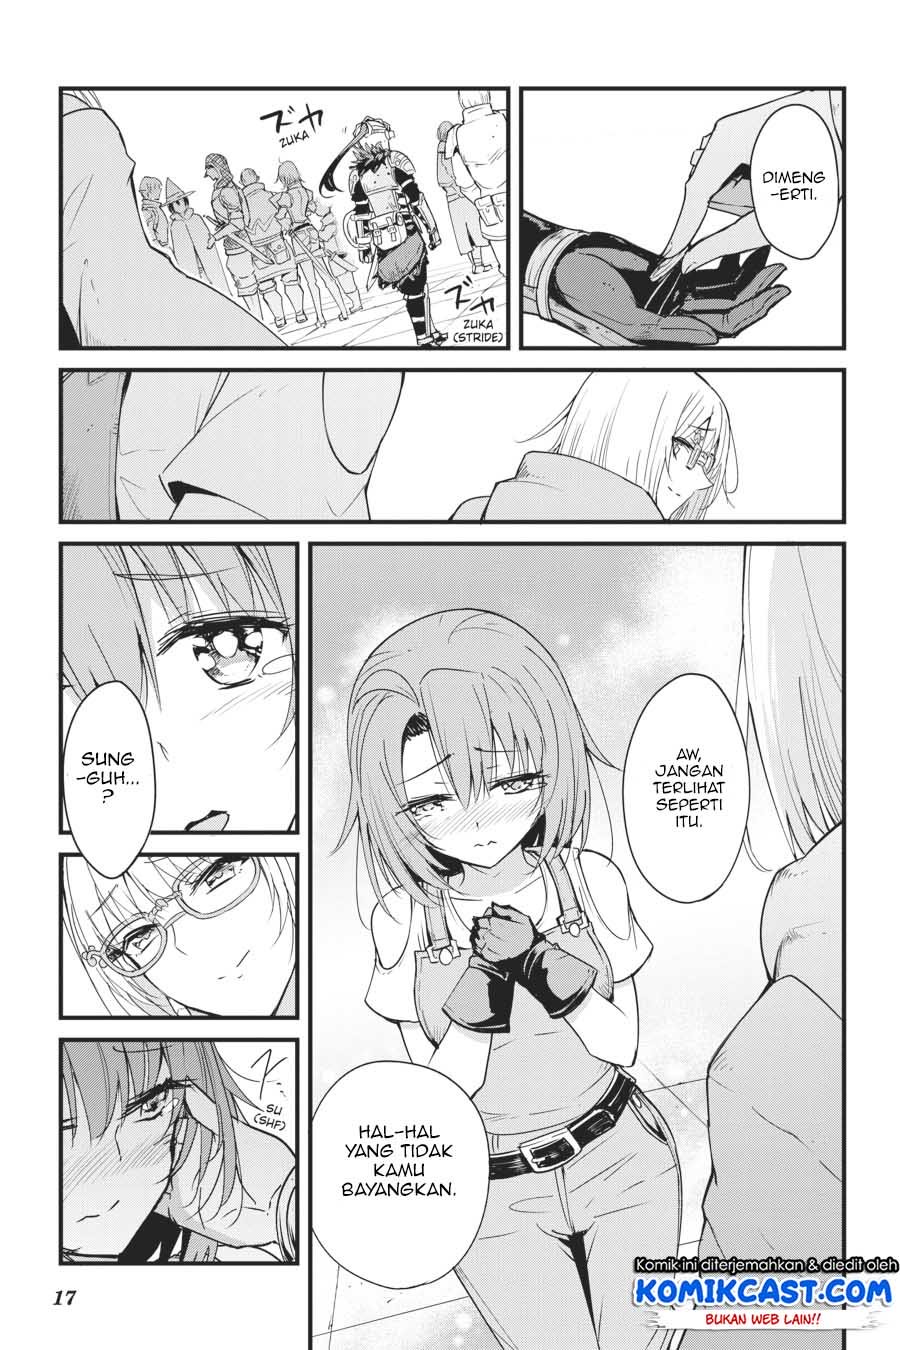 DIMENG
-ERTI.
ズカ
ZUKA
ズカ
ZUKA
(STRIDE)
AW,
JANGAN
TERLIHAT
SEPERTI
ITU.
HAL-HAL
YANG TIDAK
KAMU
BAYANGKAN.
SUNG
-GUH...
?
スッ
SU
(SHF)
17
Komik ini diterjemahkan & diedit oleh
KOMIKCAST.COM
BUKAN WEB LAIN!!